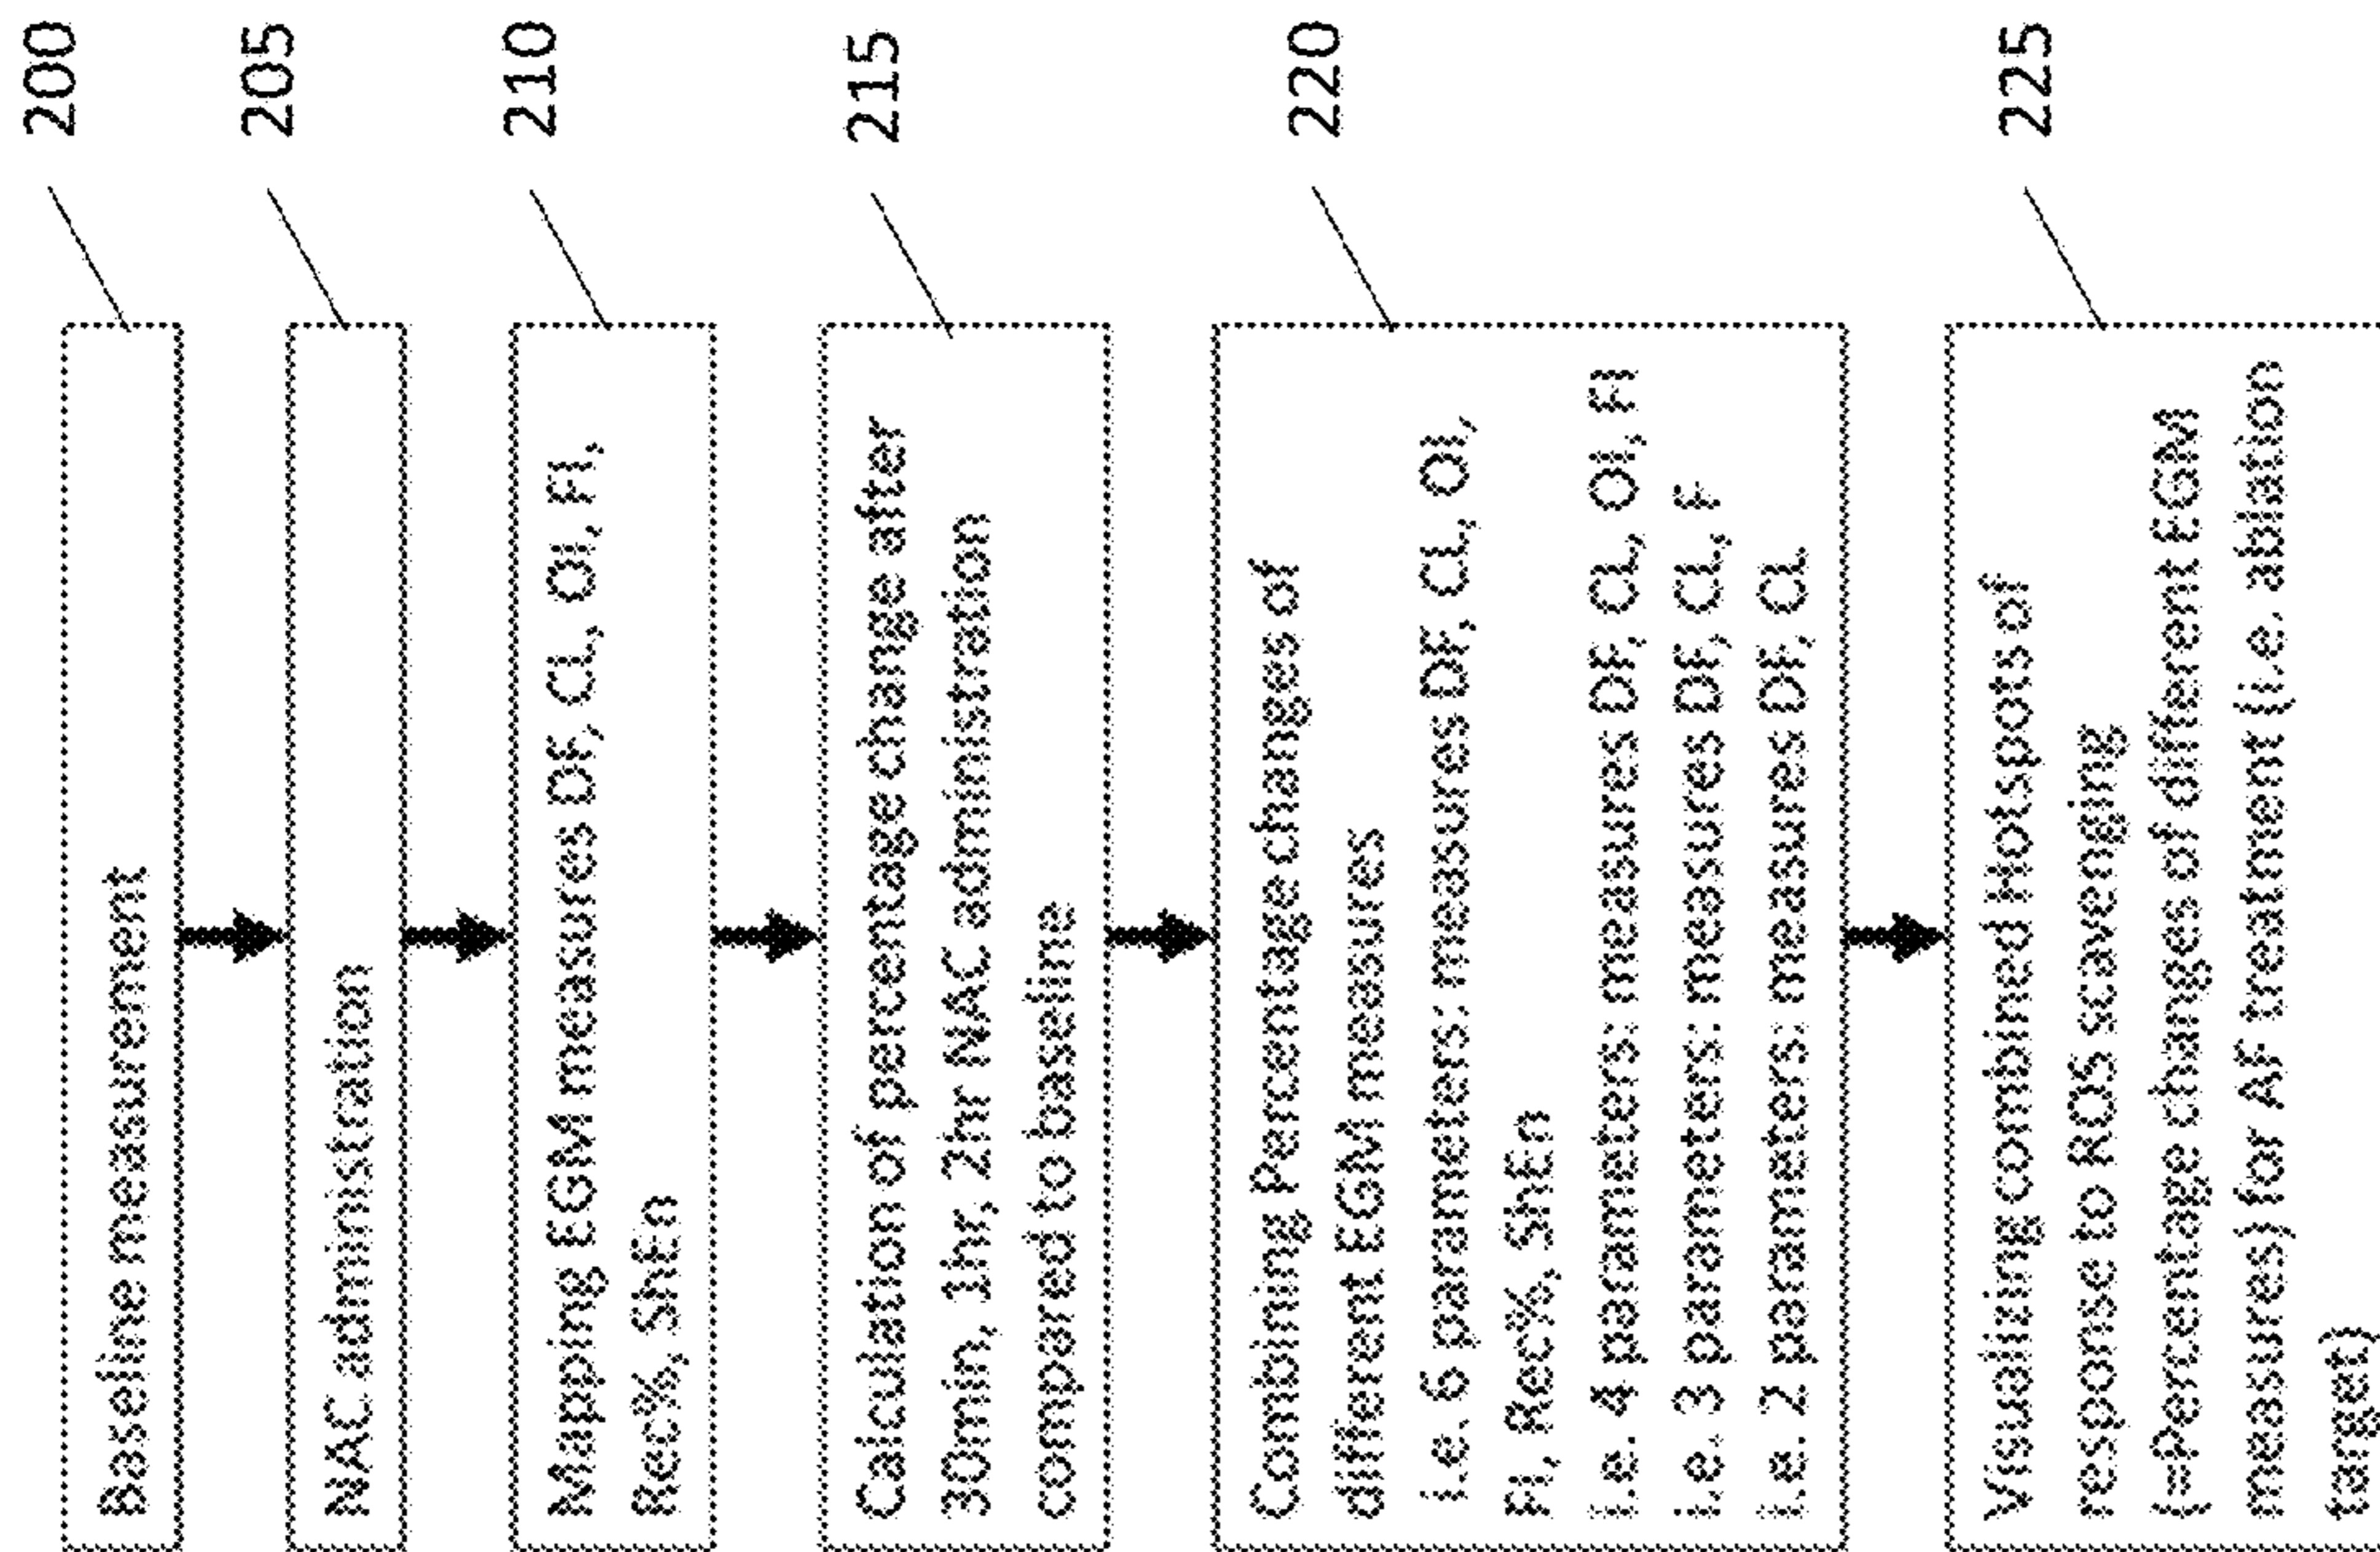 Baseline measurement
200
NAC administration
205
Mapping EGM measures DF, CL, OI, FI,
Rec%, ShEn
210
Calculation of percentage change after
30min, 1hr, 2hr NAC administration
compared to baseline
215
Combining Percentage changes of
different EGM measures
i.e. 6 parameters: measures DF, CL, OI,
FI, Rec%, ShEn
i.e. 4 parameters: measures DF, CL, OI, FI
i.e. 3 parameters: measures DF, CL, F
i.e. 2 parameters: measures DF, CL
220
Visualizing combined Hotspots of
response to ROS scavenging
(=Percentage changes of different EGM
measures) for AF treatment (i.e. ablation
target)
225